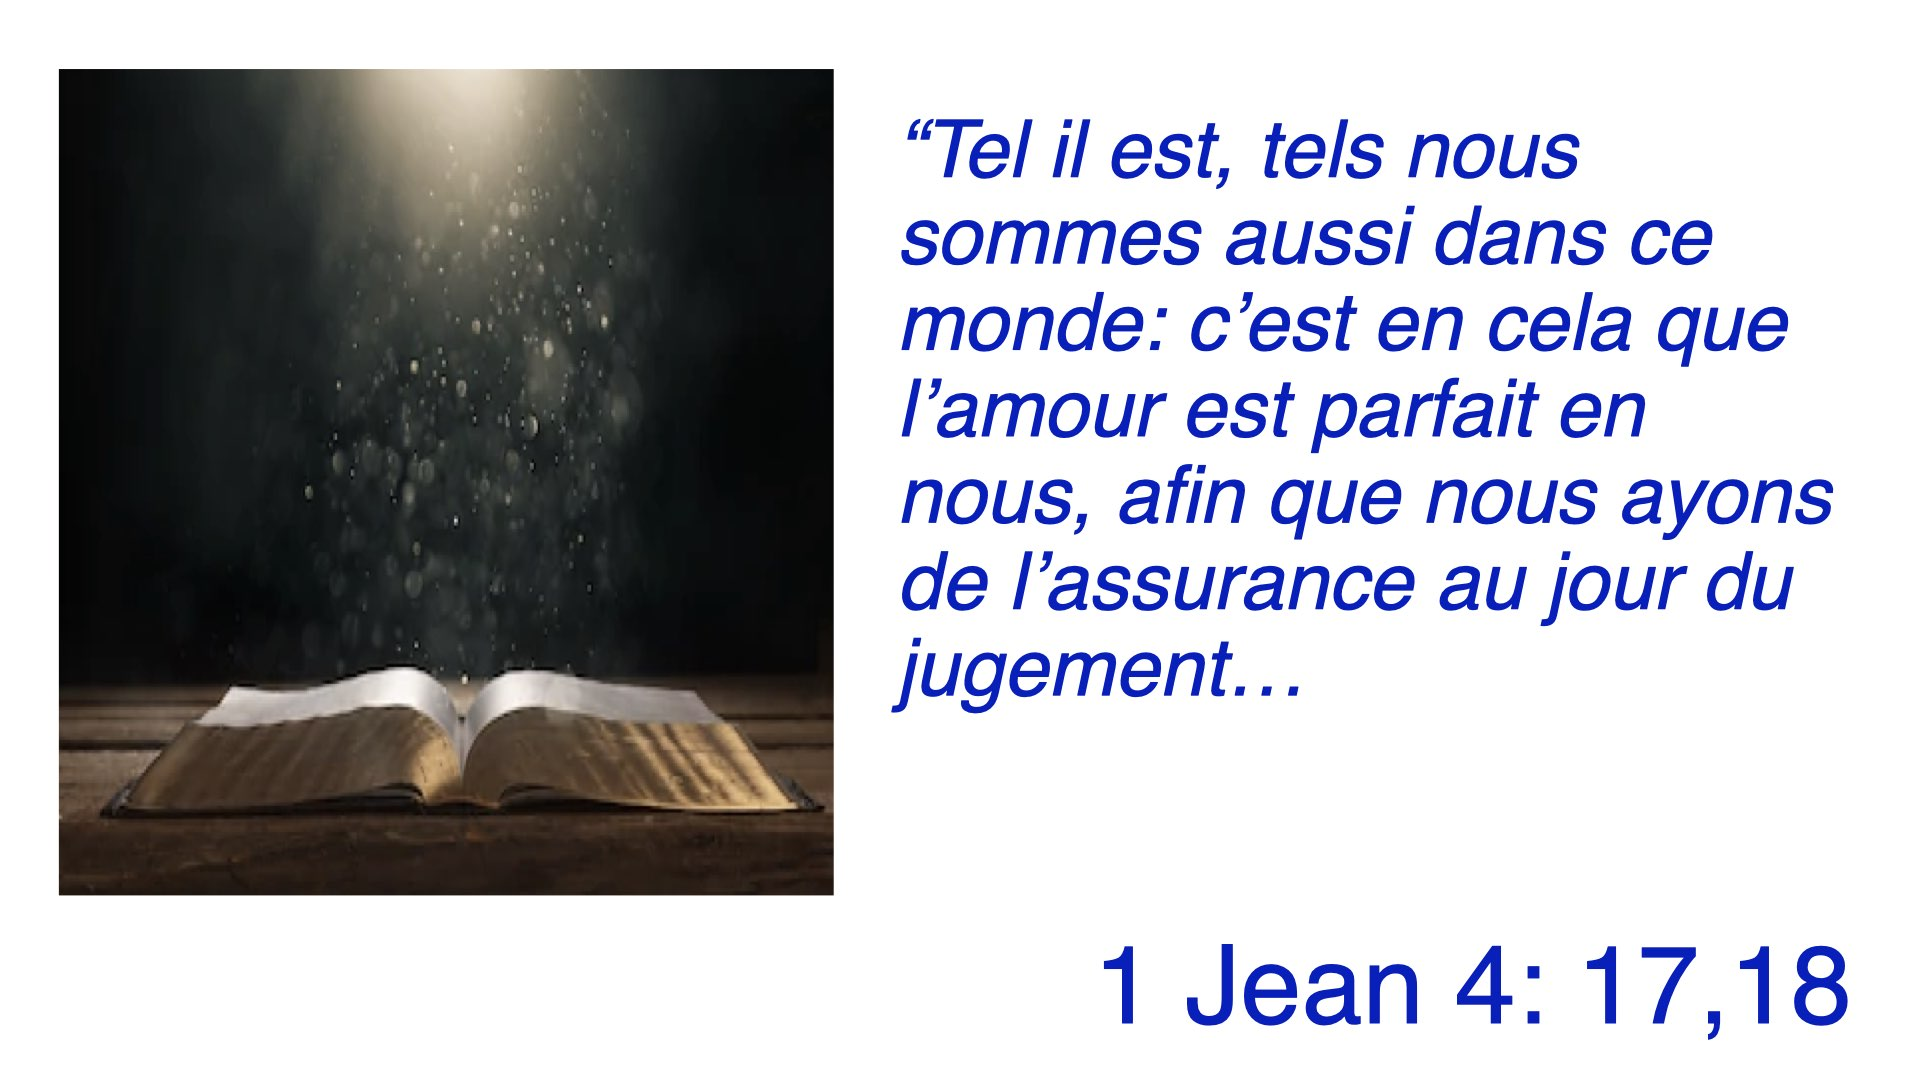 “Tel il est, tels nous
sommes aussi dans ce
monde: c’est en cela que
l’amour est parfait en
nous, afin que nous ayons
de l’assurance au jour du
jugement…
1 Jean 4: 17,18